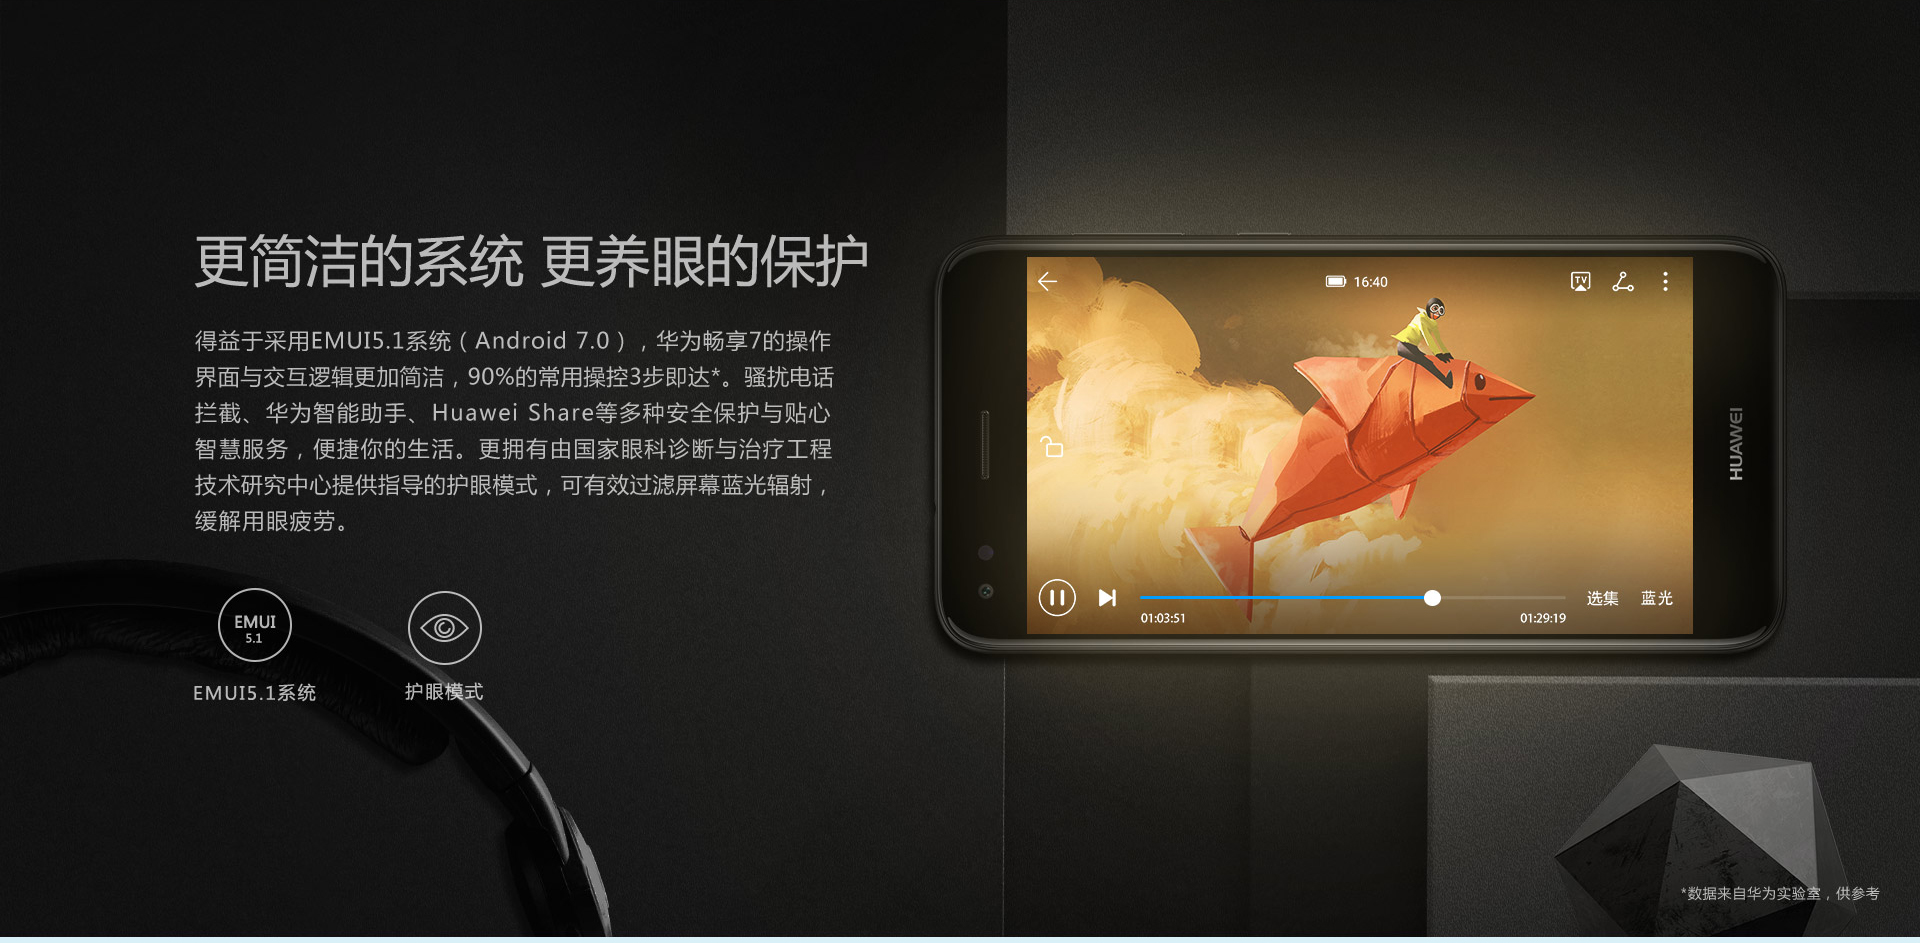 更简洁的系统 更养眼的保护
得益于采用EMUI5.1系统（Android 7.0），华为畅享7的操作
界面与交互逻辑更加简洁，90%的常用操控3步即达*。骚扰电话
拦截、华为智能助手、Huawei Share等多种安全保护与贴心
智慧服务，便捷你的生活。更拥有由国家眼科诊断与治疗工程
技术研究中心提供指导的护眼模式，可有效过滤屏幕蓝光辐射，
缓解用眼疲劳。
EMUI
5.1
EMUI5.1系统
护眼模式
16:40
TV
HUAWEI
选集 蓝光
01:03:51
01:29:19
*数据来自华为实验室，供参考